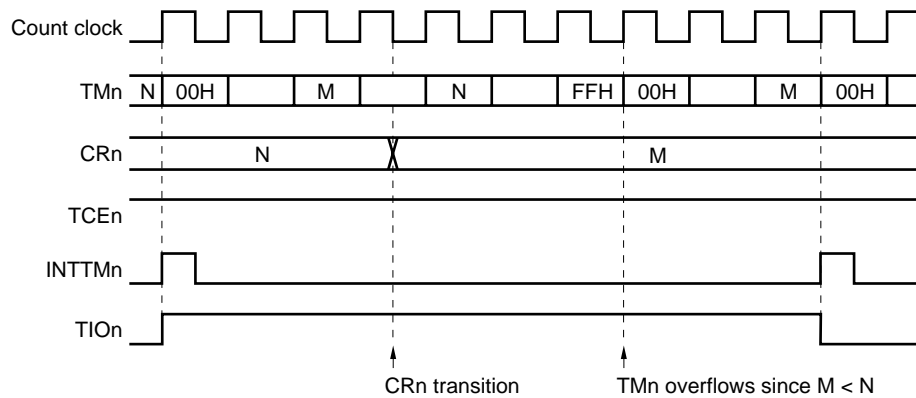 Count clock
TMn N 00H M N FFH 00H M 00H
CRn N M
TCEn
INTTMn
TIOn
CRn transition TMn overflows since M < N